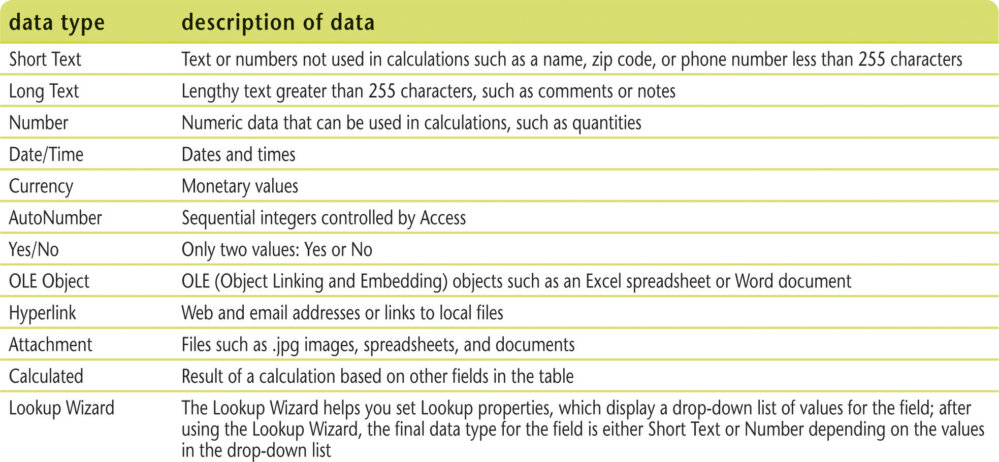 data type description of data
Short Text Text or numbers not used in calculations such as a name, zip code, or phone number less than 255 characters
Long Text Lengthy text greater than 255 characters, such as comments or notes
Number Numeric data that can be used in calculations, such as quantities
Date/Time Dates and times
Currency Monetary values
AutoNumber Sequential integers controlled by Access
Yes/No Only two values: Yes or No
OLE Object OLE (Object Linking and Embedding) objects such as an Excel spreadsheet or Word document
Hyperlink Web and email addresses or links to local files
Attachment Files such as .jpg images, spreadsheets, and documents
Calculated Result of a calculation based on other fields in the table
Lookup Wizard The Lookup Wizard helps you set Lookup properties, which display a drop-down list of values for the field; after
using the Lookup Wizard, the final data type for the field is either Short Text or Number depending on the values
in the drop-down list